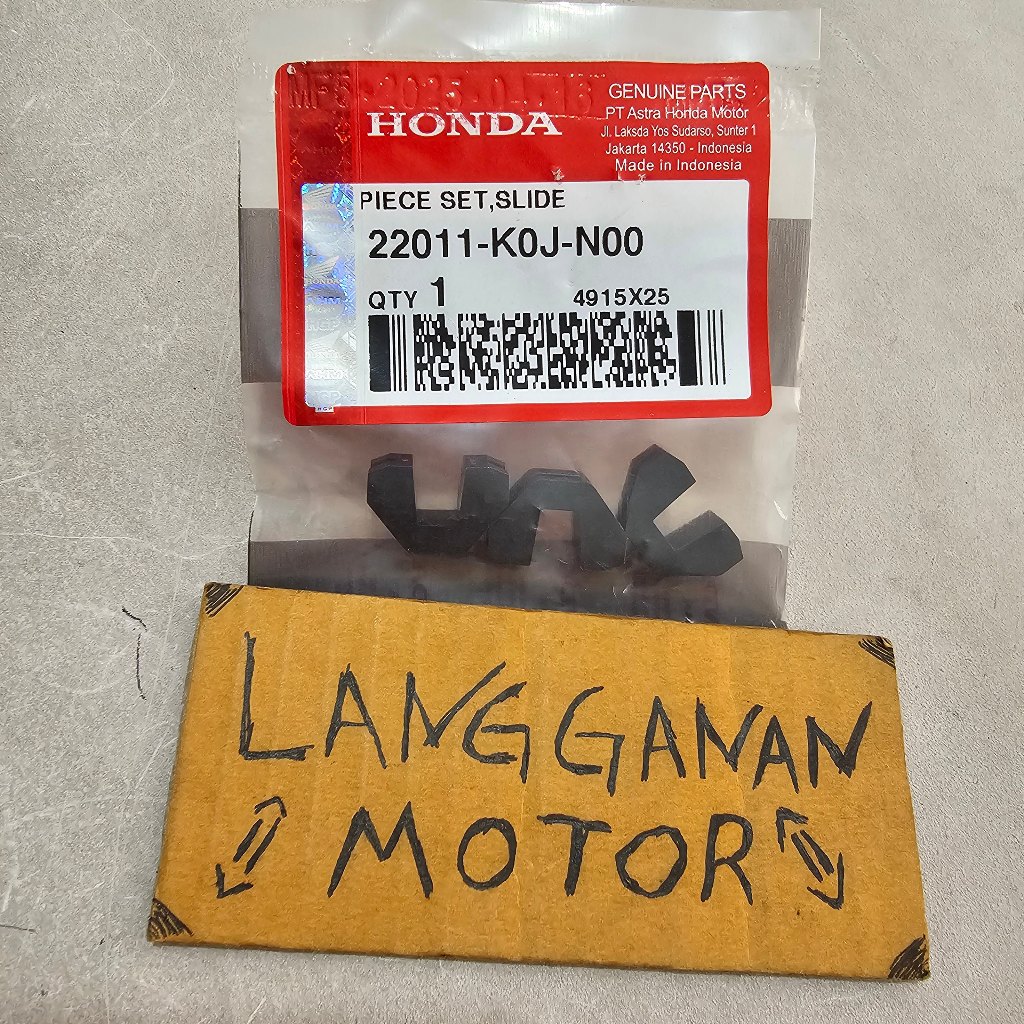 HONDA
GENUINE PARTS
PT Astra Honda Motor
Jl. Laksda Yos Sudarso, Sunter 1
Jakarta 14350 - Indonesia
Made in Indonesia
PIECE SET,SLIDE
22011-K0J-N00
QTY 1
4915X25
HONDA
LANGGANAN
MOTOR